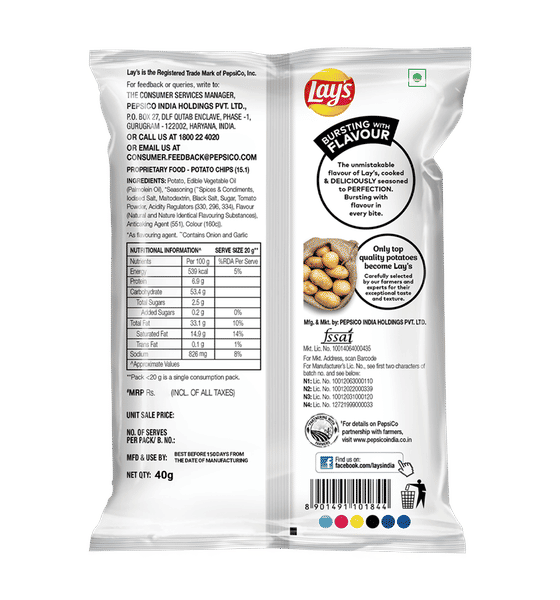 Lay's is the Registered Trade Mark of PepsiCo, Inc.
For feedback or queries, write to:
THE CONSUMER SERVICES MANAGER,
PEPSICO INDIA HOLDINGS PVT. LTD.,
P.O. BOX 27, DLF QUTAB ENCLAVE, PHASE -1,
GURUGRAM - 122002, HARYANA, INDIA.
OR CALL US AT 1800 22 4020
OR EMAIL US AT
CONSUMER.FEEDBACK@PEPSICO.COM
PROPRIETARY FOOD - POTATO CHIPS (15.1)
INGREDIENTS: Potato, Edible Vegetable Oil
(Palmolein Oil), *Seasoning (~Spices & Condiments,
Iodised Salt, Maltodextrin, Black Salt, Sugar, Tomato
Powder, Acidity Regulators (330, 296, 334), Flavour
(Natural and Nature Identical Flavouring Substances),
Anticaking Agent (551), Colour (160c)).
*As flavouring agent. ~Contains Onion and Garlic
NUTRITIONAL INFORMATION^ SERVE SIZE 20 g**
Nutrients Per 100 g %RDA Per Serve
Energy 539 kcal 5%
Protein 6.9 g
Carbohydrate 53.4 g
Total Sugars 2.5 g
Added Sugars 0.2 g 0%
Total Fat 33.1 g 10%
Saturated Fat 14.9 g 14%
Trans Fat 0.1 g 1%
Sodium 826 mg 8%
^Approximate Values
**Pack <20 g is a single consumption pack.
#MRP Rs. (INCL. OF ALL TAXES)
UNIT SALE PRICE:
NO. OF SERVES
PER PACK/ B. NO.:
MFD & USE BY: BEST BEFORE 150 DAYS FROM
THE DATE OF MANUFACTURING
NET QTY: 40g
Lay's
BURSTING WITH
FLAVOUR
The unmistakable
flavour of Lay's, cooked
& DELICIOUSLY seasoned
to PERFECTION.
Bursting with
flavour in
every bite.
Only top
quality potatoes
become Lay's
Carefully selected
by our farmers and
experts for their
exceptional taste
and texture.
Mfg. & Mkt. by: PEPSICO INDIA HOLDINGS PVT. LTD.
fssai
Mkt. Lic. No. 10014064000435
For Mkt. Address, scan Barcode
For Manufacturer's Lic. No., see first two characters of
batch no. and see below.
N1: Lic. No. 10012063000110
N2: Lic. No. 10012022000339
N3: Lic. No. 10012031000120
N4: Lic. No. 12721999000033
°For details on PepsiCo
partnership with farmers,
visit www.pepsicoindia.co.in
Find us on:
facebook.com/laysindia
8901491101844